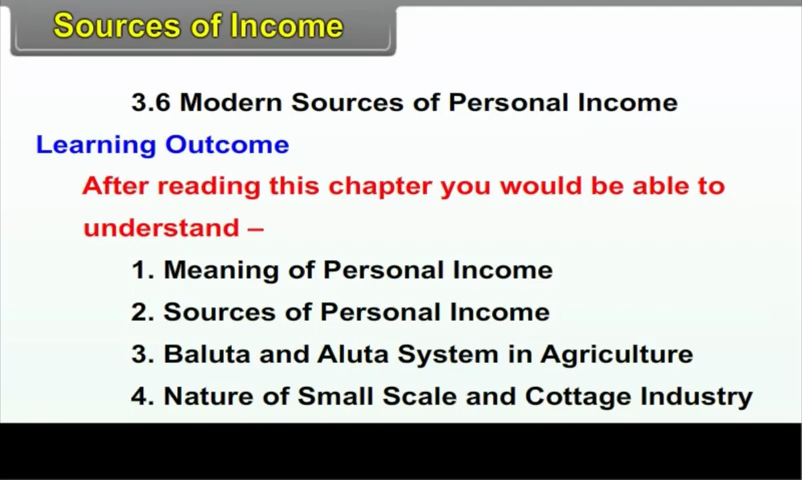 Sources of Income
3.6 Modern Sources of Personal Income
Learning Outcome
After reading this chapter you would be able to
understand –
1. Meaning of Personal Income
2. Sources of Personal Income
3. Baluta and Aluta System in Agriculture
4. Nature of Small Scale and Cottage Industry